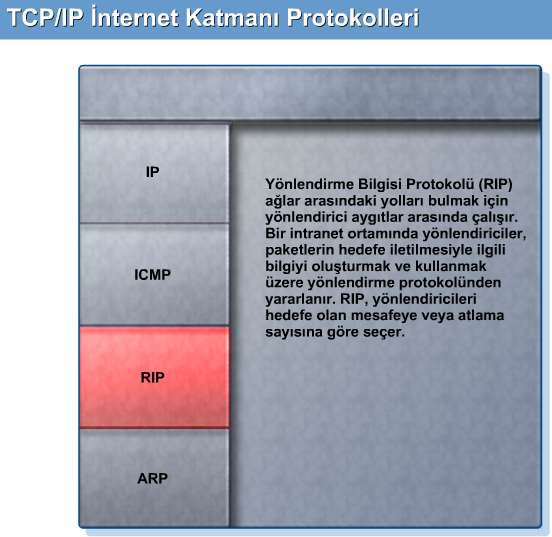 TCP/IP İnternet Katmanı Protokolleri
IP
ICMP
RIP
ARP
Yönlendirme Bilgisi Protokolü (RIP)
ağlar arasındaki yolları bulmak için
yönlendirici aygıtlar arasında çalışır.
Bir intranet ortamında yönlendiriciler,
paketlerin hedefe iletilmesiyle ilgili
bilgiyi oluşturmak ve kullanmak
üzere yönlendirme protokolünden
yararlanır. RIP, yönlendiricileri
hedefe olan mesafeye veya atlama
sayısına göre seçer.